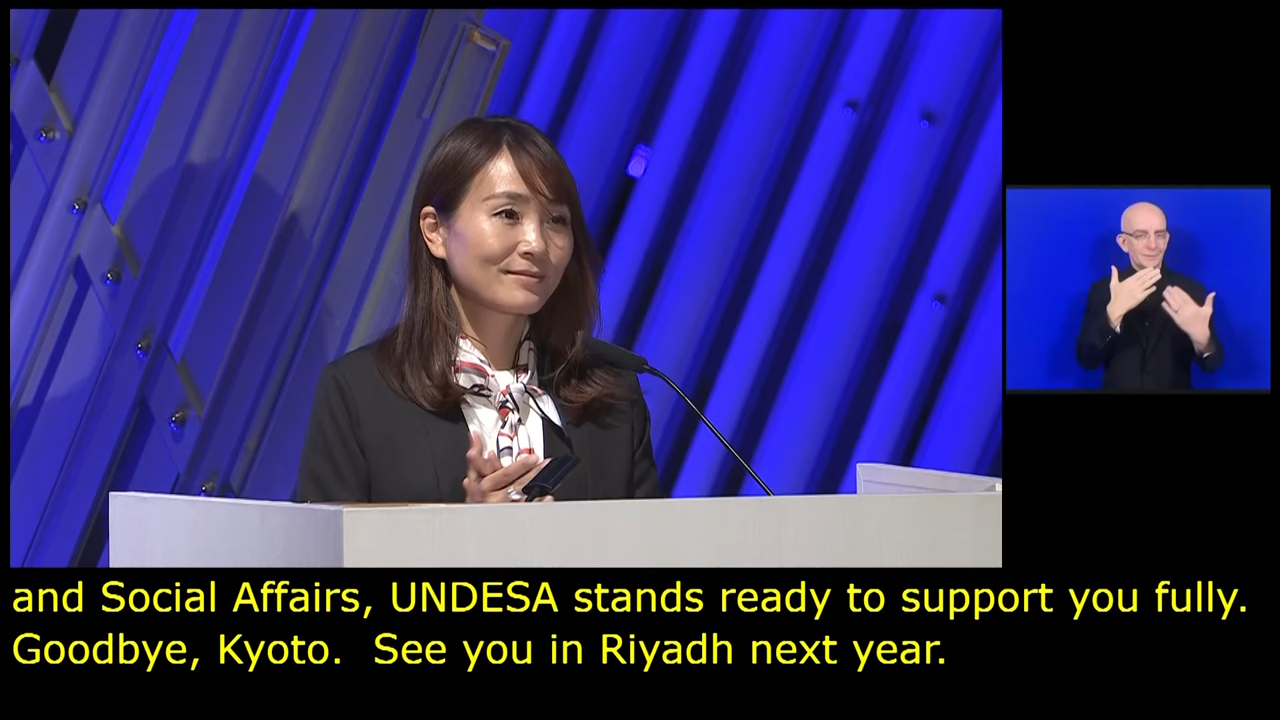 and Social Affairs, UNDESA stands ready to support you fully.
Goodbye, Kyoto.  See you in Riyadh next year.